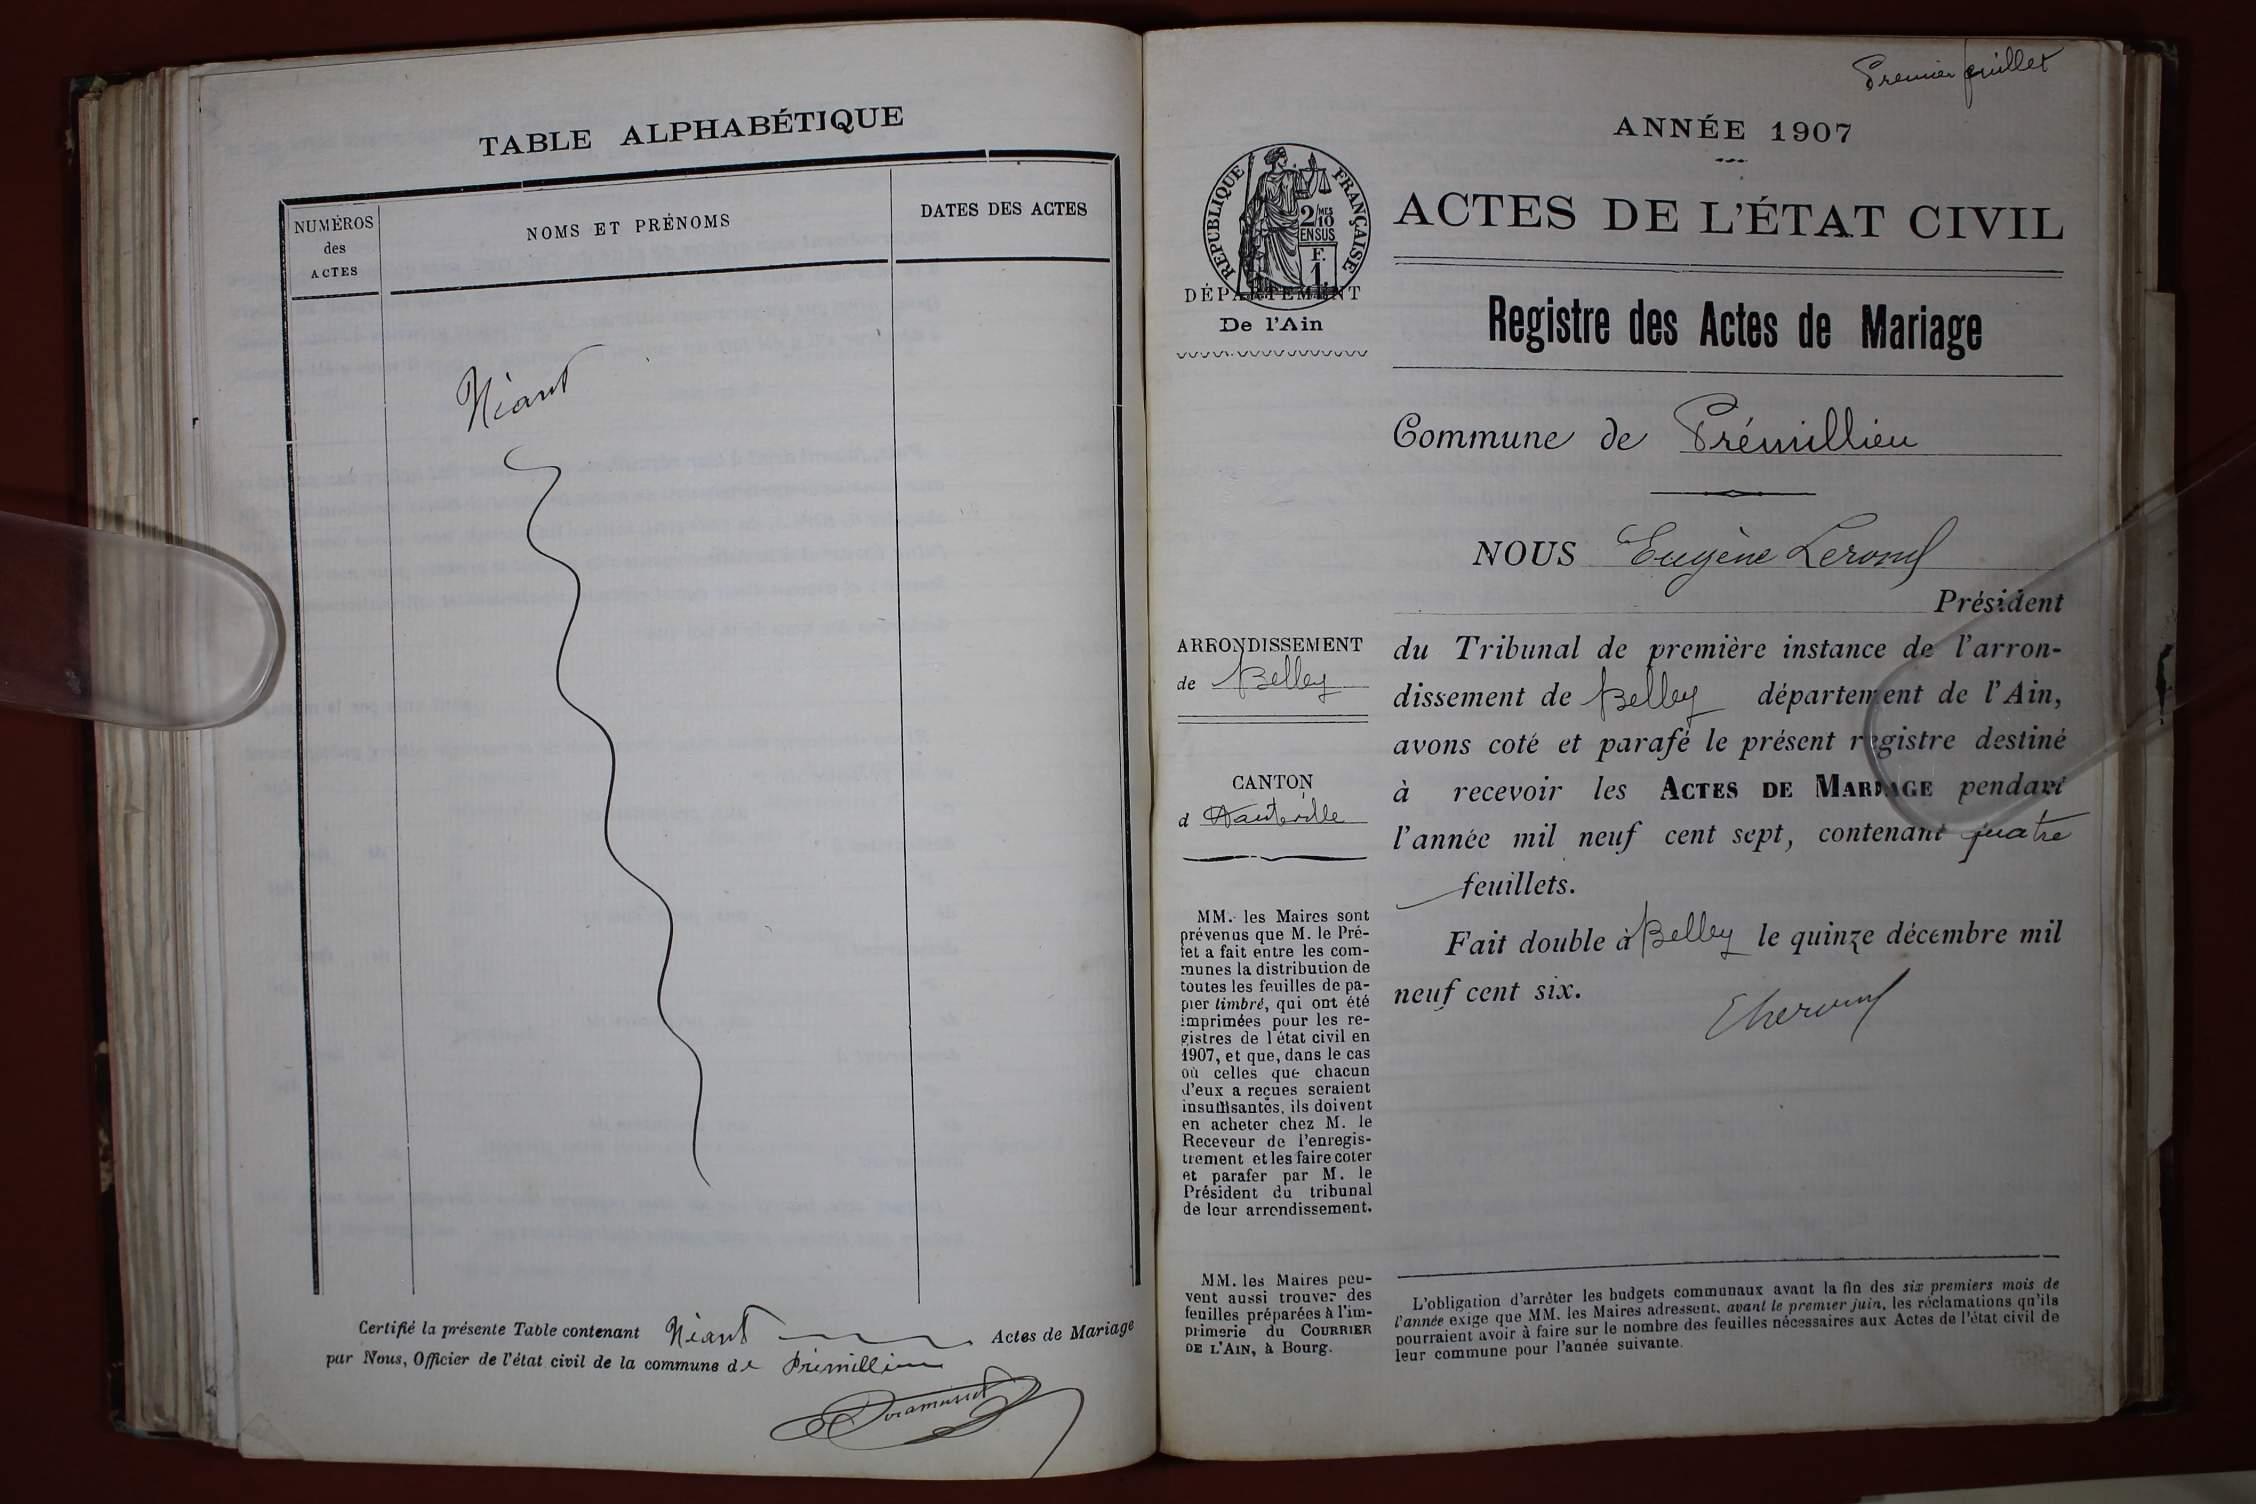 TABLE ALPHABÉTIQUE
NUMÉROS
des
ACTES
NOMS ET PRÉNOMS
DATES DES ACTES
Néant
Certifié la présente Table contenant Néant Actes de Mariage
par Nous, Officier de l'état civil de la commune de Prémillieu
Premier feuillet
ANNÉE 1907
RÉPUBLIQUE FRANÇAISE
2/MES
10
EN SUS
F.
1.
DÉPARTEMENT
De l'Ain
ACTES DE L'ÉTAT CIVIL
Registre des Actes de Mariage
Commune de Prémillieu
NOUS Eugène
Président
ARRONDISSEMENT
de Belley
CANTON
d'Hauteville
du Tribunal de première instance de l'arron-
dissement de Belley département de l'Ain,
avons coté et parafé le présent registre destiné
à recevoir les ACTES DE MARIAGE pendant
l'année mil neuf cent sept, contenant quatre
feuillets.
Fait double à Belley le quinze décembre mil
neuf cent six.
MM. les Maires sont
prévenus que M. le Pré-
fet a fait entre les com-
munes la distribution de
toutes les feuilles de pa-
pier timbré, qui ont été
imprimées pour les re-
gistres de l'état civil en
1907, et que, dans le cas
où celles que chacun
d'eux a reçues seraient
insuffisantes, ils doivent
en acheter chez M. le
Receveur de l'enregis-
trement et les faire coter
et parafer par M. le
Président du tribunal
de leur arrondissement.
MM. les Maires peu-
vent aussi trouver des
feuilles préparées à l'im-
primerie du COURRIER
DE L'AIN, à Bourg.
L'obligation d'arrêter les budgets communaux avant la fin des six premiers mois de
l'année exige que MM. les Maires adressent, avant le premier juin, les réclamations qu'ils
pourraient avoir à faire sur le nombre des feuilles nécessaires aux Actes de l'état civil de
leur commune pour l'année suivante.